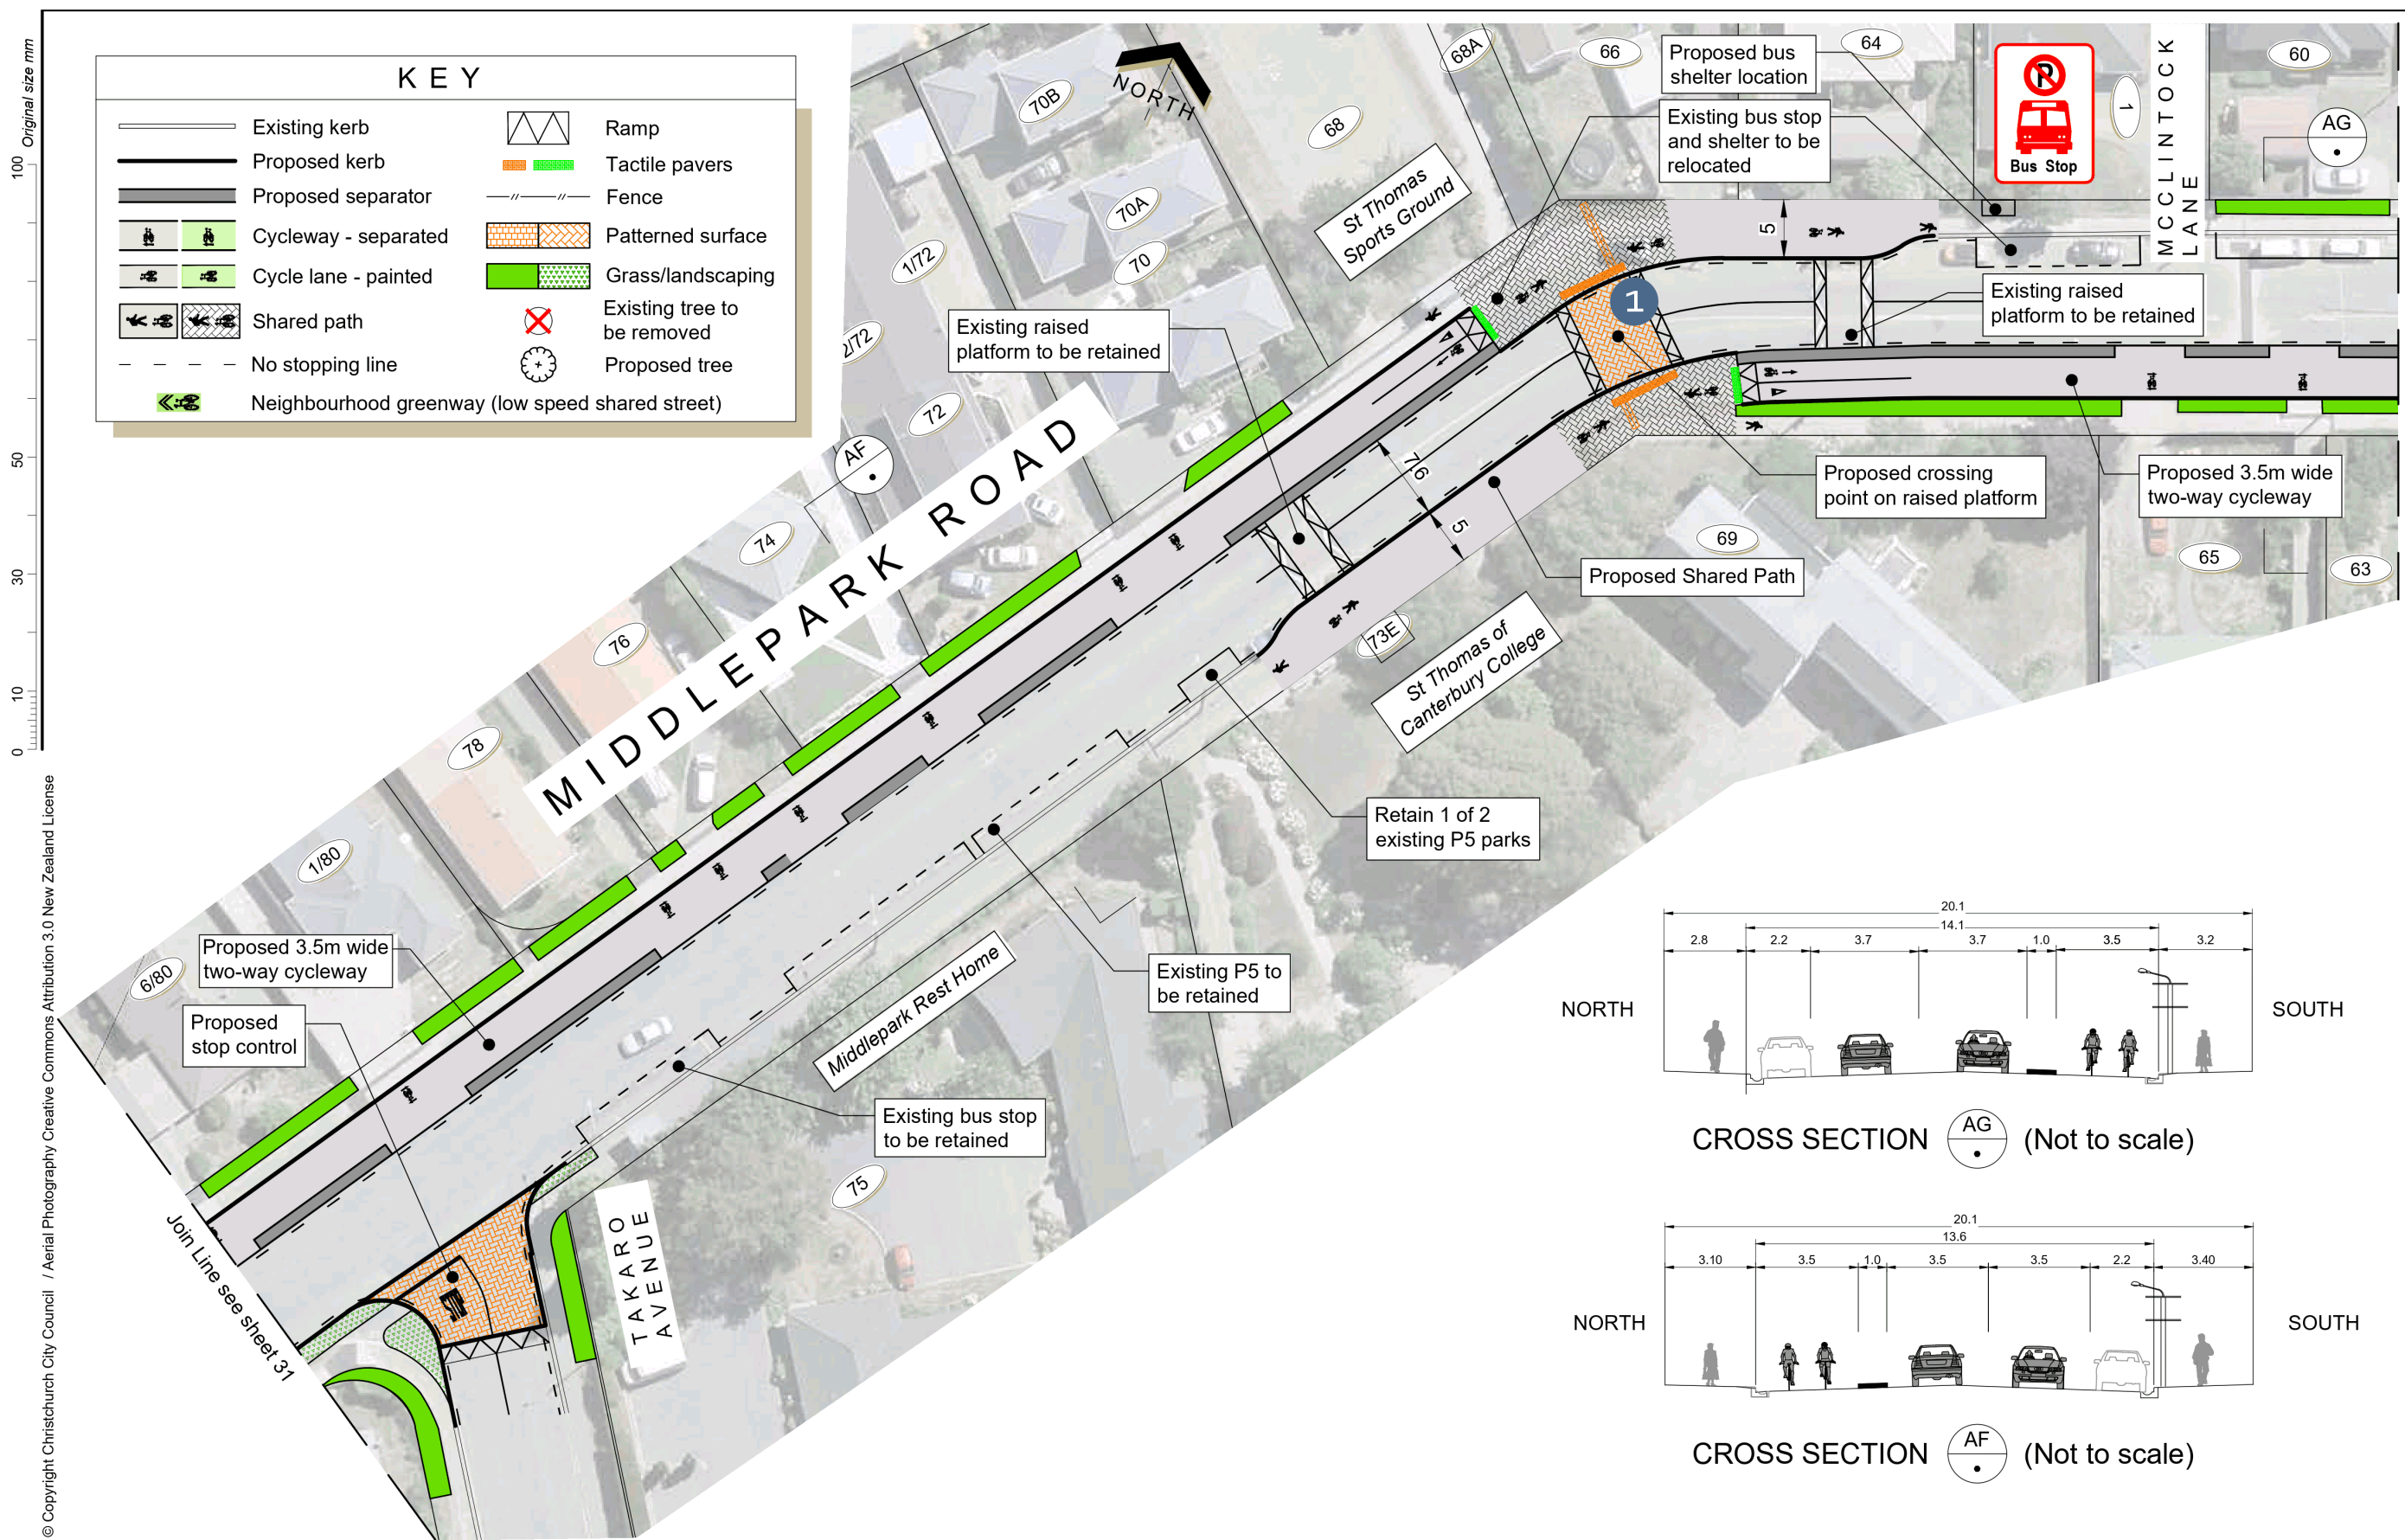 Original size mm
100
50
30
10
0
© Copyright Christchurch City Council / Aerial Photography Creative Commons Attribution 3.0 New Zealand License
KEY
Existing kerb
Proposed kerb
Proposed separator
Cycleway - separated
Cycle lane - painted
Shared path
No stopping line
Neighbourhood greenway (low speed shared street)
Ramp
Tactile pavers
Fence
Patterned surface
Grass/landscaping
Existing tree to
be removed
Proposed tree
NORTH
70B
68
68A
66
64
60
1
70A
70
1/72
2/72
72
74
76
78
1/80
6/80
AF
AG
St Thomas
Sports Ground
Proposed bus
shelter location
Existing bus stop
and shelter to be
relocated
P
Bus Stop
MCCLINTOCK
LANE
5
1
Existing raised
platform to be retained
Existing raised
platform to be retained
MIDDLEPARK ROAD
7.6
5
Proposed crossing
point on raised platform
Proposed 3.5m wide
two-way cycleway
69
65
63
Proposed Shared Path
73E
St Thomas of
Canterbury College
Retain 1 of 2
existing P5 parks
Existing P5 to
be retained
Middlepark Rest Home
Proposed 3.5m wide
two-way cycleway
Proposed
stop control
Existing bus stop
to be retained
75
TAKARO
AVENUE
Join Line see sheet 31
20.1
14.1
2.8 2.2 3.7 3.7 1.0 3.5 3.2
NORTH
SOUTH
CROSS SECTION AG (Not to scale)
20.1
13.6
3.10 3.5 1.0 3.5 3.5 2.2 3.40
NORTH
SOUTH
CROSS SECTION AF (Not to scale)